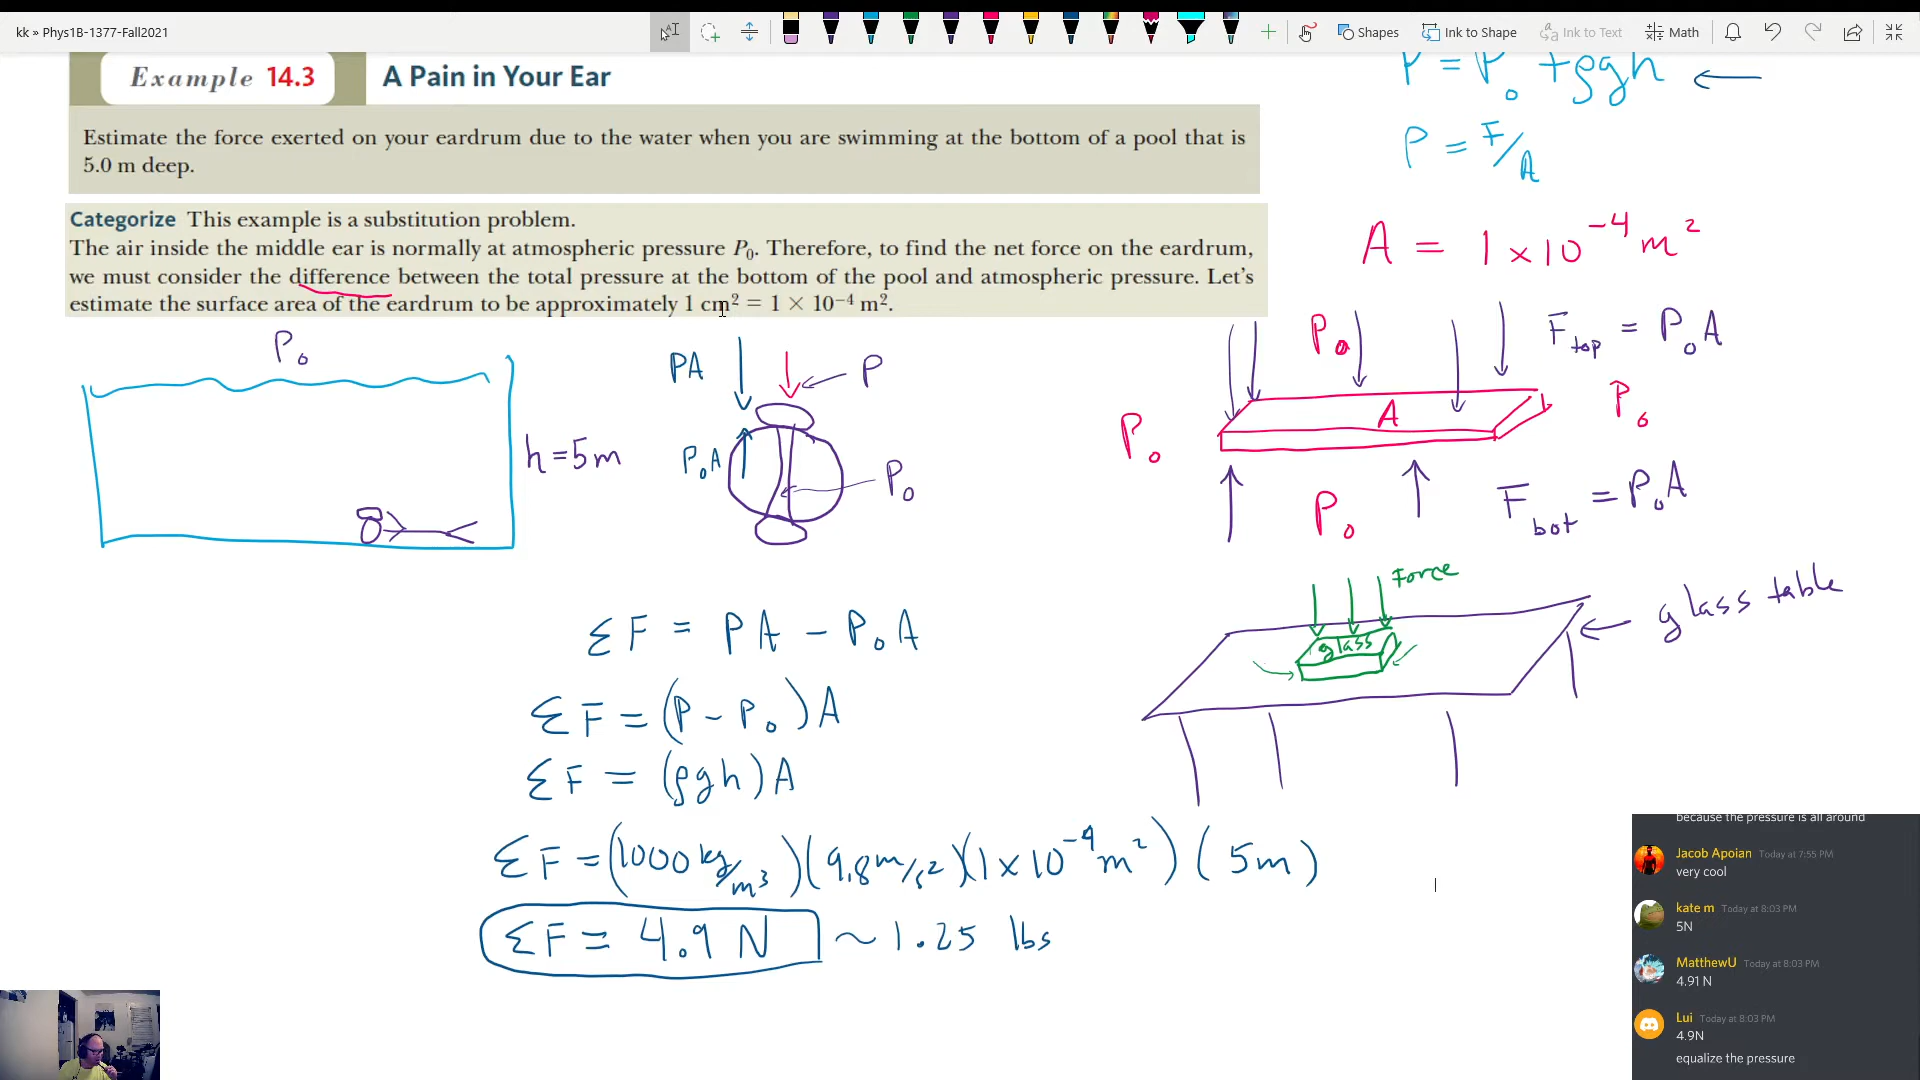 kk » Phys1B-1377-Fall2021
Shapes
Ink to Shape
Ink to Text
Math
Example 14.3
A Pain in Your Ear
Estimate the force exerted on your eardrum due to the water when you are swimming at the bottom of a pool that is
5.0 m deep.
Categorize This example is a substitution problem.
The air inside the middle ear is normally at atmospheric pressure P₀. Therefore, to find the net force on the eardrum,
we must consider the difference between the total pressure at the bottom of the pool and atmospheric pressure. Let's
estimate the surface area of the eardrum to be approximately 1 cm² = 1 × 10⁻⁴ m².
P = P₀ + ρgh
P = F/A
A = 1 × 10⁻⁴ m²
P₀
h = 5m
PA
P
P₀A
P₀
P₀
F top = P₀A
A
P₀
P₀
P₀
F bot = P₀A
Force
glass
glass table
ΣF = PA - P₀A
ΣF = (P - P₀)A
ΣF = (ρgh)A
ΣF = (1000 kg/m³)(9.8 m/s²)(1 × 10⁻⁴ m²)(5m)
ΣF = 4.9 N ~ 1.25 lbs
because the pressure is all around
Jacob Apoian Today at 7:55 PM
very cool
kate m Today at 8:03 PM
5N
MatthewU Today at 8:03 PM
4.91 N
Lui Today at 8:03 PM
4.9N
equalize the pressure